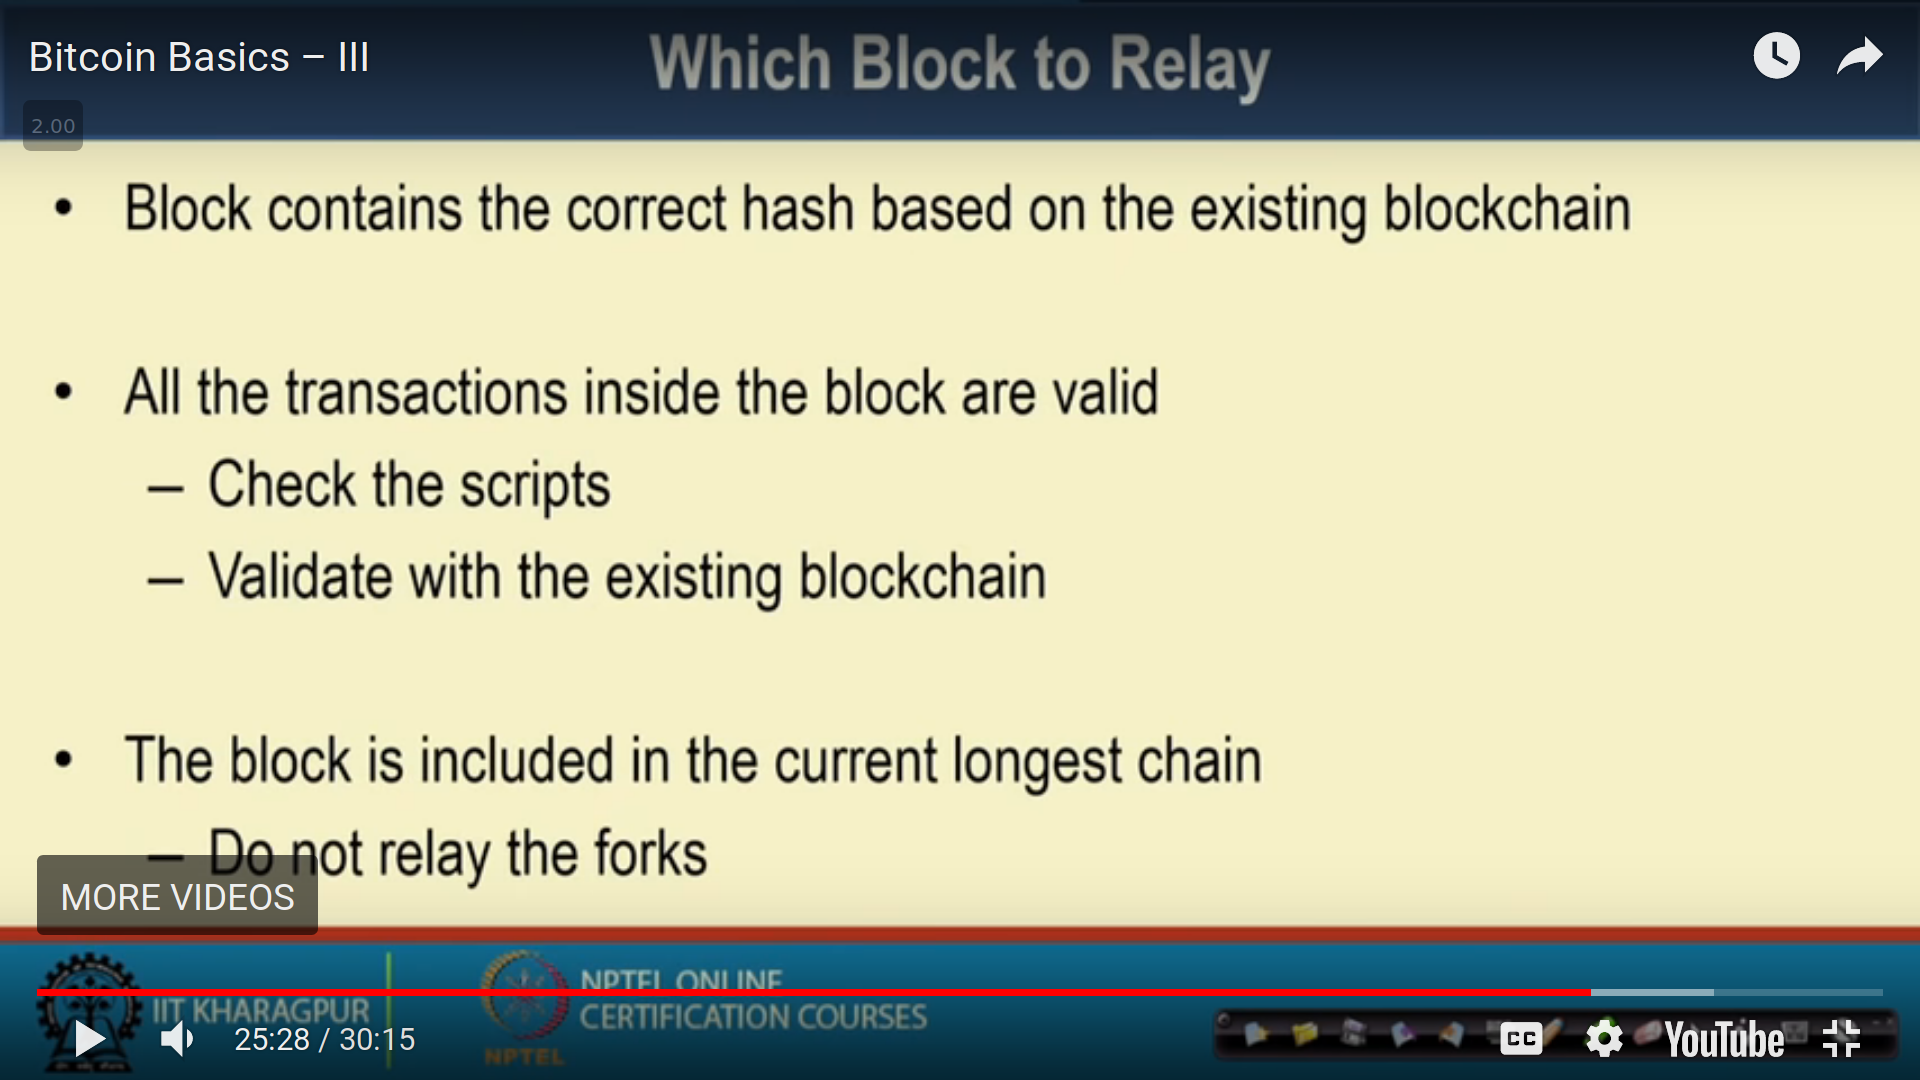 Bitcoin Basics – III
Which Block to Relay
2.00
• Block contains the correct hash based on the existing blockchain
• All the transactions inside the block are valid
– Check the scripts
– Validate with the existing blockchain
• The block is included in the current longest chain
– Do not relay the forks
MORE VIDEOS
IIT KHARAGPUR
NPTEL
NPTEL ONLINE
CERTIFICATION COURSES
25:28 / 30:15
CC
YouTube